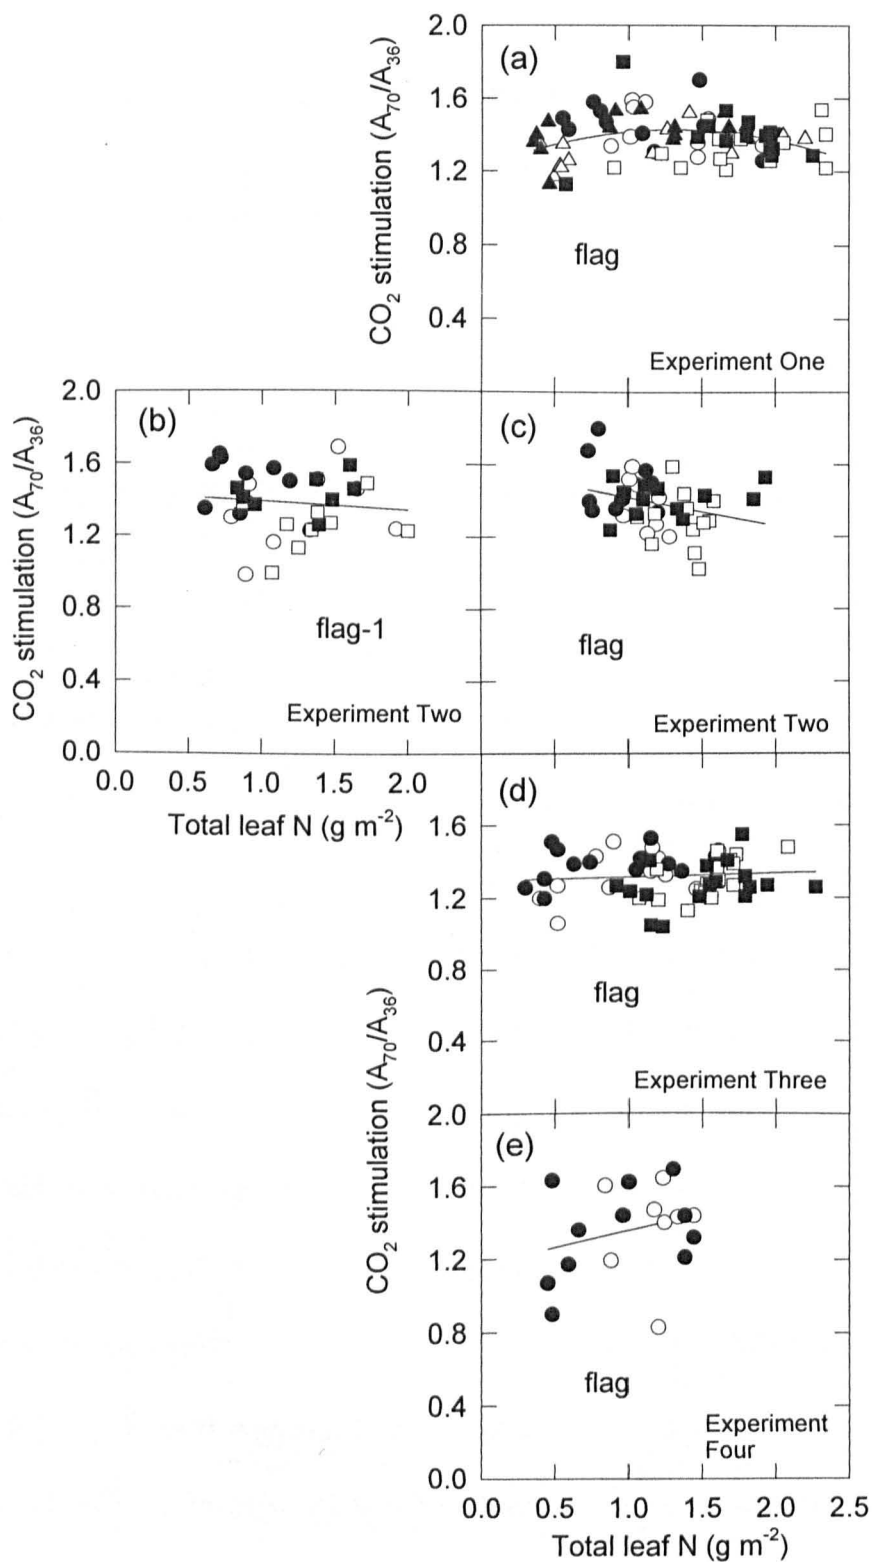 2.0
(a)
CO2 stimulation (A70/A36)
1.6
1.2
0.8
0.4
flag
Experiment One
2.0
(b)
CO2 stimulation (A70/A36)
1.6
1.2
0.8
0.4
0.0
flag-1
Experiment Two
0.0 0.5 1.0 1.5 2.0
Total leaf N (g m-2)
(c)
flag
Experiment Two
(d)
CO2 stimulation (A70/A36)
1.6
1.2
0.8
0.4
flag
Experiment Three
2.0
(e)
1.6
1.2
0.8
0.4
0.0
flag
Experiment
Four
0.0 0.5 1.0 1.5 2.0 2.5
Total leaf N (g m-2)